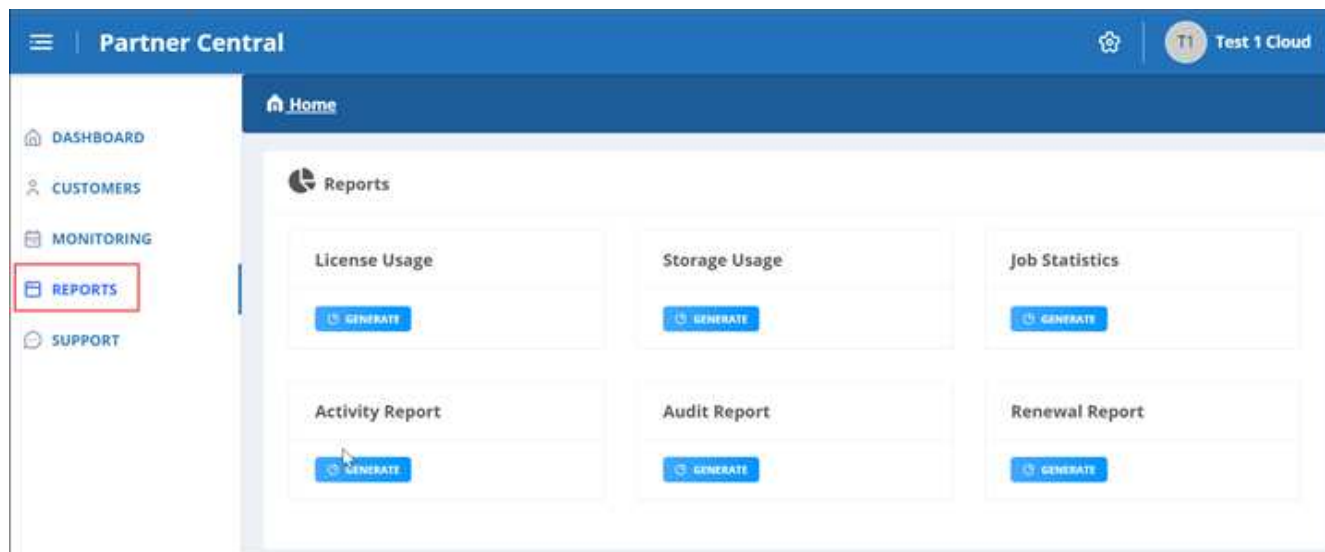 Partner Central
T1 Test 1 Cloud
Home
DASHBOARD
CUSTOMERS
MONITORING
REPORTS
SUPPORT
Reports
License Usage
GENERATE
Storage Usage
GENERATE
Job Statistics
GENERATE
Activity Report
GENERATE
Audit Report
GENERATE
Renewal Report
GENERATE